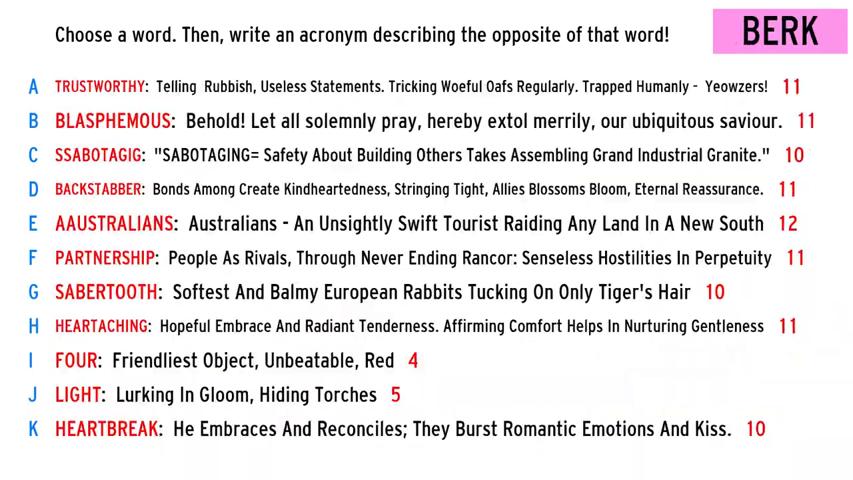 Choose a word. Then, write an acronym describing the opposite of that word!
BERK
A TRUSTWORTHY: Telling Rubbish, Useless Statements. Tricking Woeful Oafs Regularly. Trapped Humanly - Yeowzers! 11
B BLASPHEMOUS: Behold! Let all solemnly pray, hereby extol merrily, our ubiquitous saviour. 11
C SSABOTAGIG: "SABOTAGING= Safety About Building Others Takes Assembling Grand Industrial Granite." 10
D BACKSTABBER: Bonds Among Create Kindheartedness, Stringing Tight, Allies Blossoms Bloom, Eternal Reassurance. 11
E AAUSTRALIANS: Australians - An Unsightly Swift Tourist Raiding Any Land In A New South 12
F PARTNERSHIP: People As Rivals, Through Never Ending Rancor: Senseless Hostilities In Perpetuity 11
G SABERTOOTH: Softest And Balmy European Rabbits Tucking On Only Tiger's Hair 10
H HEARTACHING: Hopeful Embrace And Radiant Tenderness. Affirming Comfort Helps In Nurturing Gentleness 11
I FOUR: Friendliest Object, Unbeatable, Red 4
J LIGHT: Lurking In Gloom, Hiding Torches 5
K HEARTBREAK: He Embraces And Reconciles; They Burst Romantic Emotions And Kiss. 10